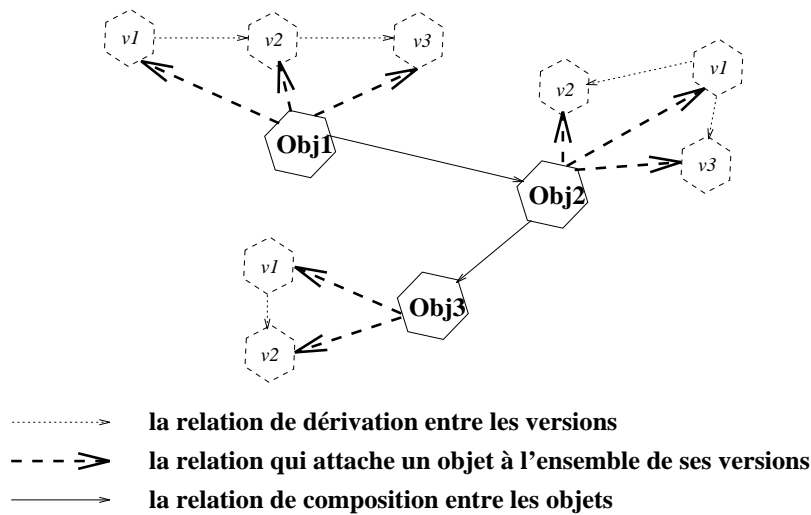 v1
v2
v3
v2
v1
Obj1
v3
Obj2
v1
Obj3
v2
la relation de dérivation entre les versions
la relation qui attache un objet à l'ensemble de ses versions
la relation de composition entre les objets